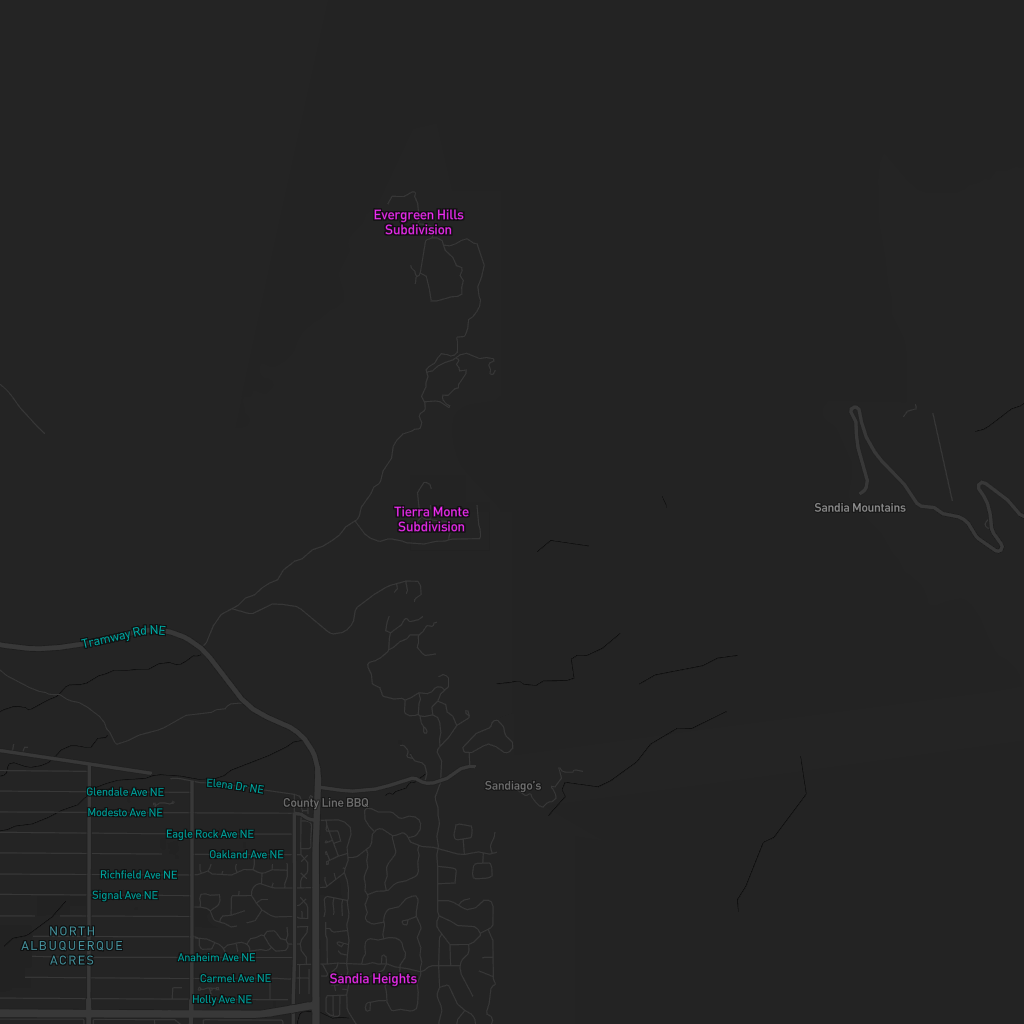 Evergreen Hills
Subdivision
Sandia Mountains
Tierra Monte
Subdivision
Tramway Rd NE
Elena Dr NE
Sandiago's
Glendale Ave NE
County Line BBQ
Modesto Ave NE
Eagle Rock Ave NE
Oakland Ave NE
Richfield Ave NE
Signal Ave NE
NORTH
ALBUQUERQUE
ACRES
Anaheim Ave NE
Carmel Ave NE
Sandia Heights
Holly Ave NE